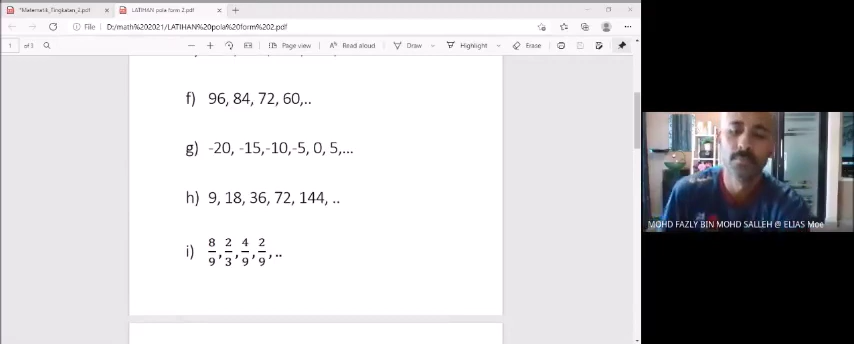 *Matematik_Tingkatan_2.pdf
LATIHAN pola form 2.pdf
File D:/math%202021/LATIHAN%20pola%20form%202.pdf
1 of 3 Page view Read aloud Draw Highlight Erase
f) 96, 84, 72, 60,..
g) -20, -15,-10,-5, 0, 5,...
h) 9, 18, 36, 72, 144, ..
i) 8/9, 2/3, 4/9, 2/9, ..
MOHD FAZLY BIN MOHD SALLEH @ ELIAS Moe